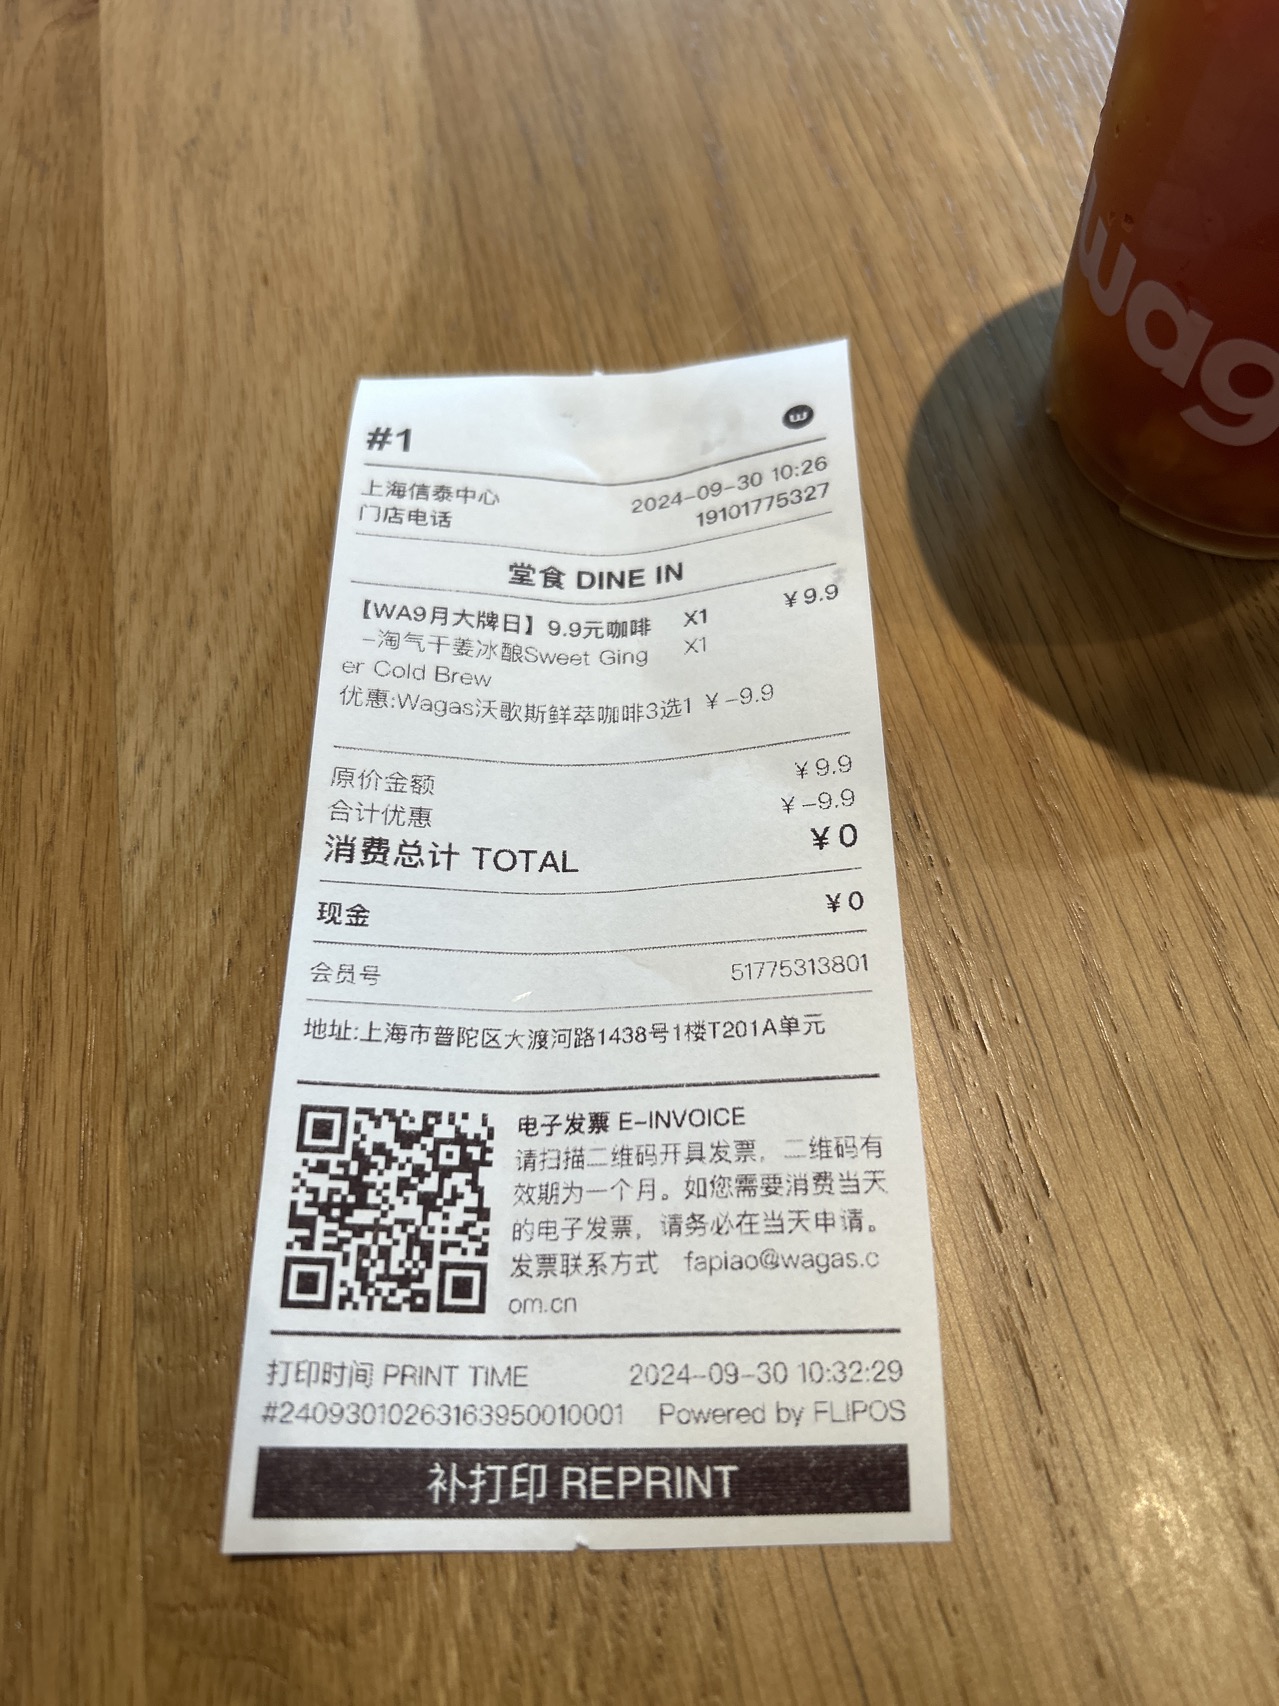 #1
w
上海信泰中心 2024-09-30 10:26
门店电话 19101775327
堂食 DINE IN
【WA9月大牌日】9.9元咖啡 X1 ¥9.9
-淘气干姜冰酿Sweet Ging X1
er Cold Brew
优惠:Wagas沃歌斯鲜萃咖啡3选1 ¥-9.9
原价金额 ¥9.9
合计优惠 ¥-9.9
消费总计 TOTAL ¥0
现金 ¥0
会员号 51775313801
地址:上海市普陀区大渡河路1438号1楼T201A单元
电子发票 E-INVOICE
请扫描二维码开具发票，二维码有
效期为一个月。如您需要消费当天
的电子发票，请务必在当天申请。
发票联系方式 fapiao@wagas.c
om.cn
打印时间 PRINT TIME 2024-09-30 10:32:29
#24093010263163950010001 Powered by FLIPOS
补打印 REPRINT
wag